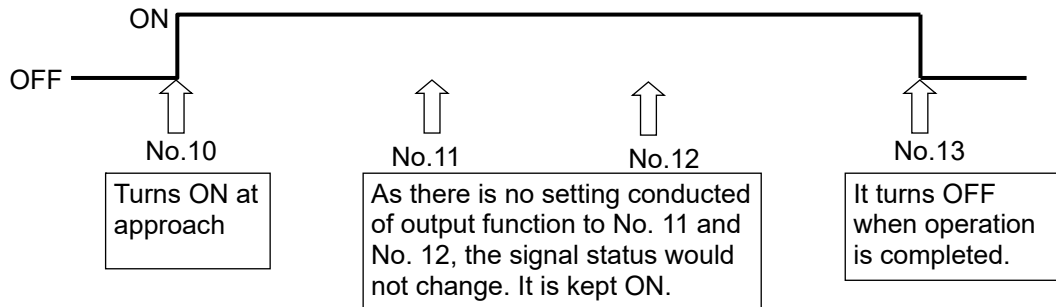 ON
OFF
No.10
No.11
No.12
No.13
Turns ON at
approach
As there is no setting conducted
of output function to No. 11 and
No. 12, the signal status would
not change. It is kept ON.
It turns OFF
when operation
is completed.